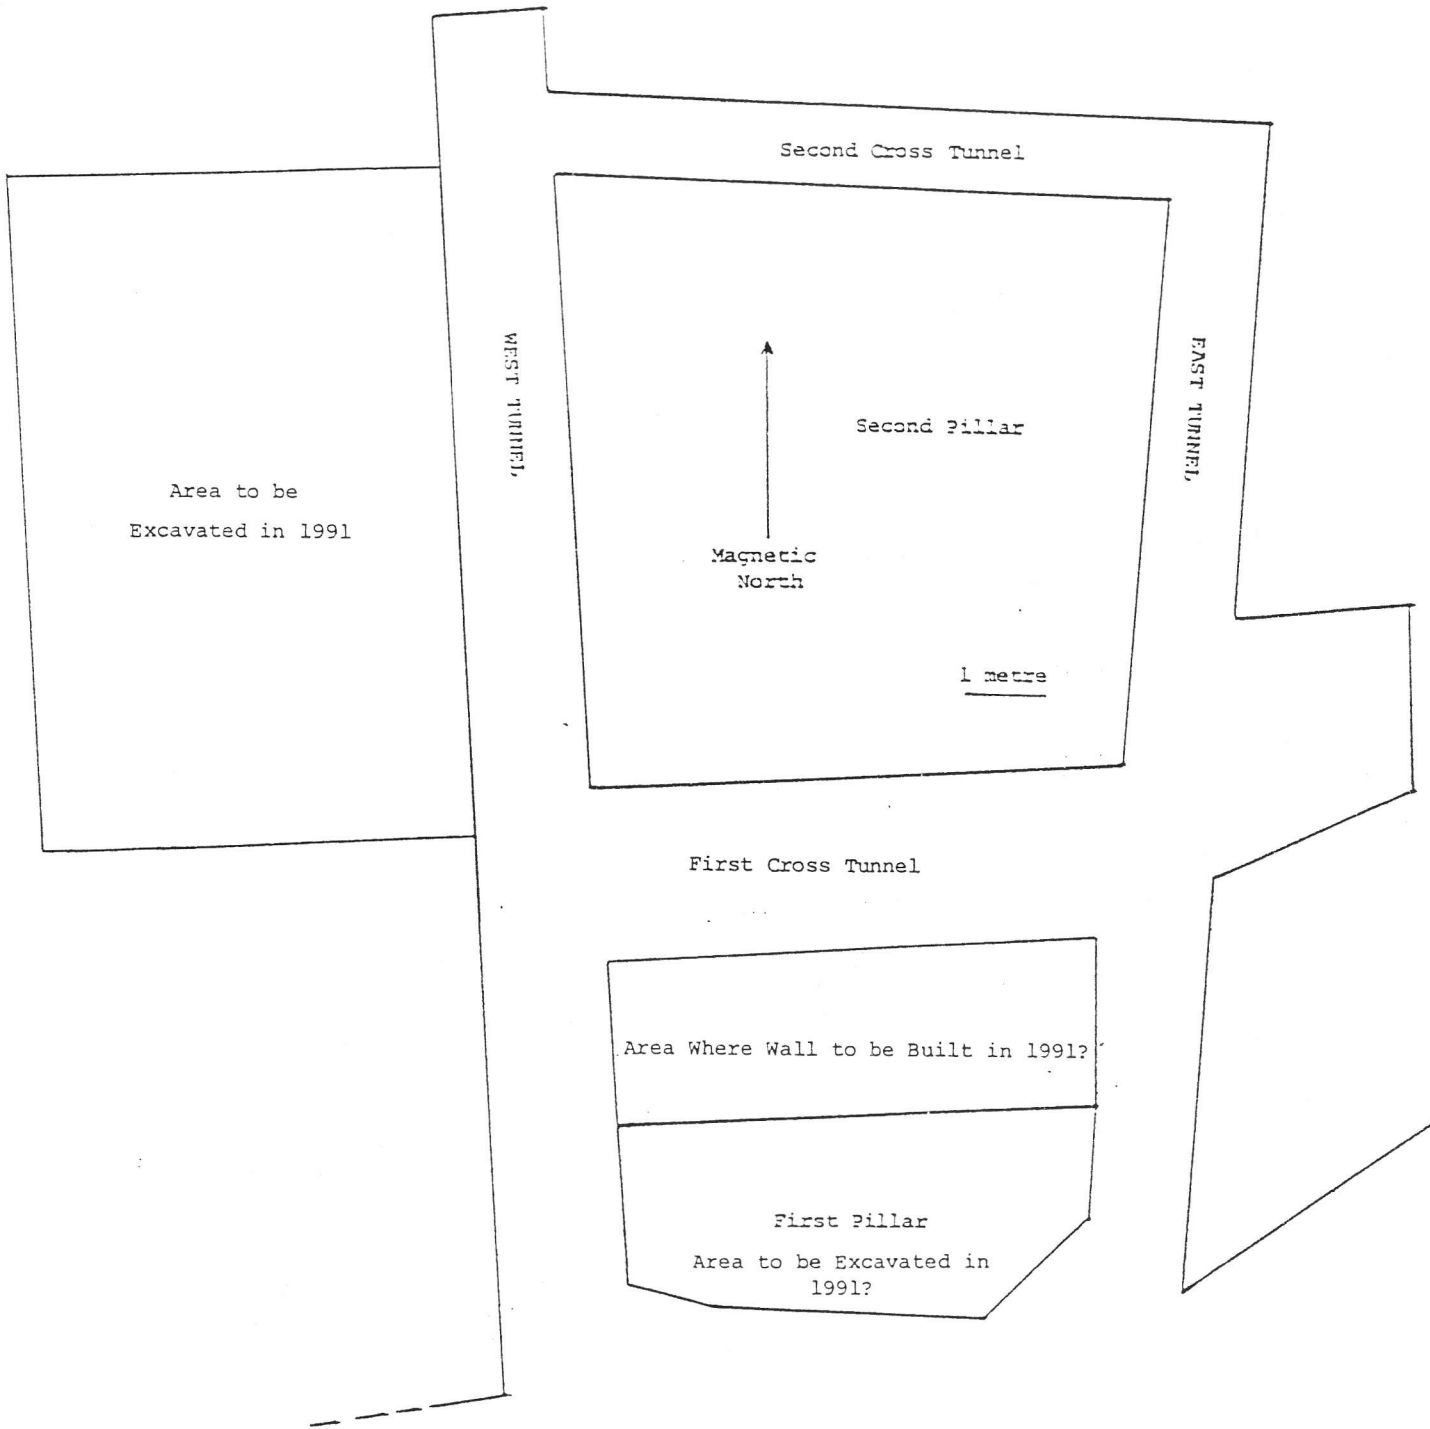 Second Cross Tunnel
WEST TUNNEL
EAST TUNNEL
Second Pillar
Area to be
Excavated in 1991
Magnetic
North
1 metre
First Cross Tunnel
Area Where Wall to be Built in 1991?
First Pillar
Area to be Excavated in
1991?